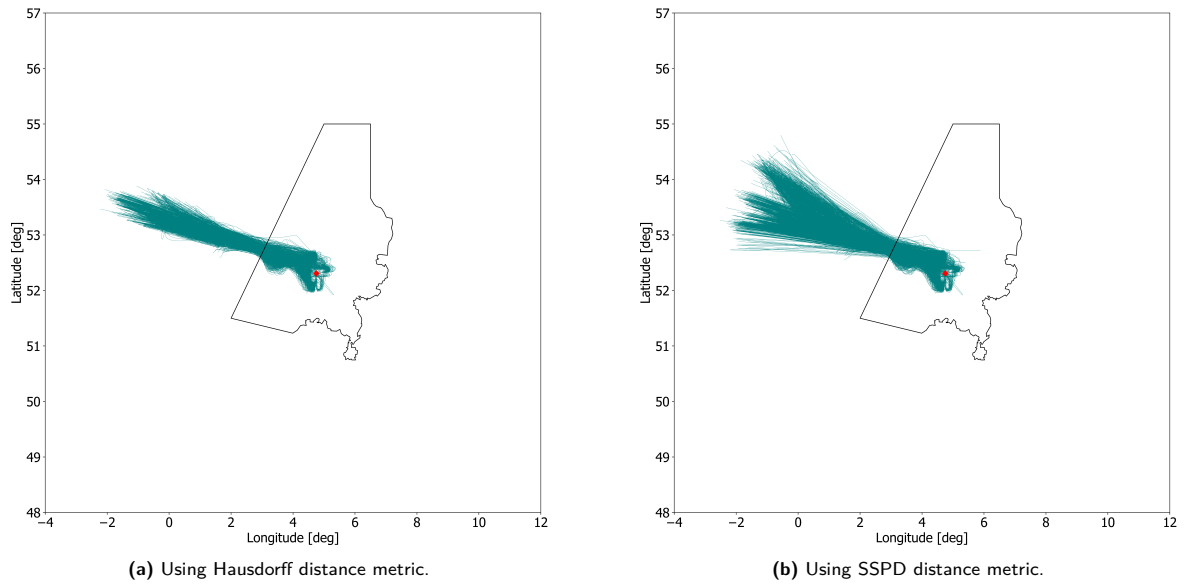 57
56
55
54
53
52
51
50
49
48
Latitude [deg]
−4 −2 0 2 4 6 8 10 12
Longitude [deg]
(a) Using Hausdorff distance metric.
57
56
55
54
53
52
51
50
49
48
Latitude [deg]
−4 −2 0 2 4 6 8 10 12
Longitude [deg]
(b) Using SSPD distance metric.